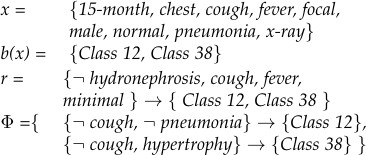 x = {15-month, chest, cough, fever, focal,
male, normal, pneumonia, x-ray}
b(x) = {Class 12, Class 38}
r = {¬ hydronephrosis, cough, fever,
minimal } → { Class 12, Class 38 }
Φ ={ {¬ cough, ¬ pneumonia} → {Class 12},
{¬ cough, hypertrophy} → {Class 38} }